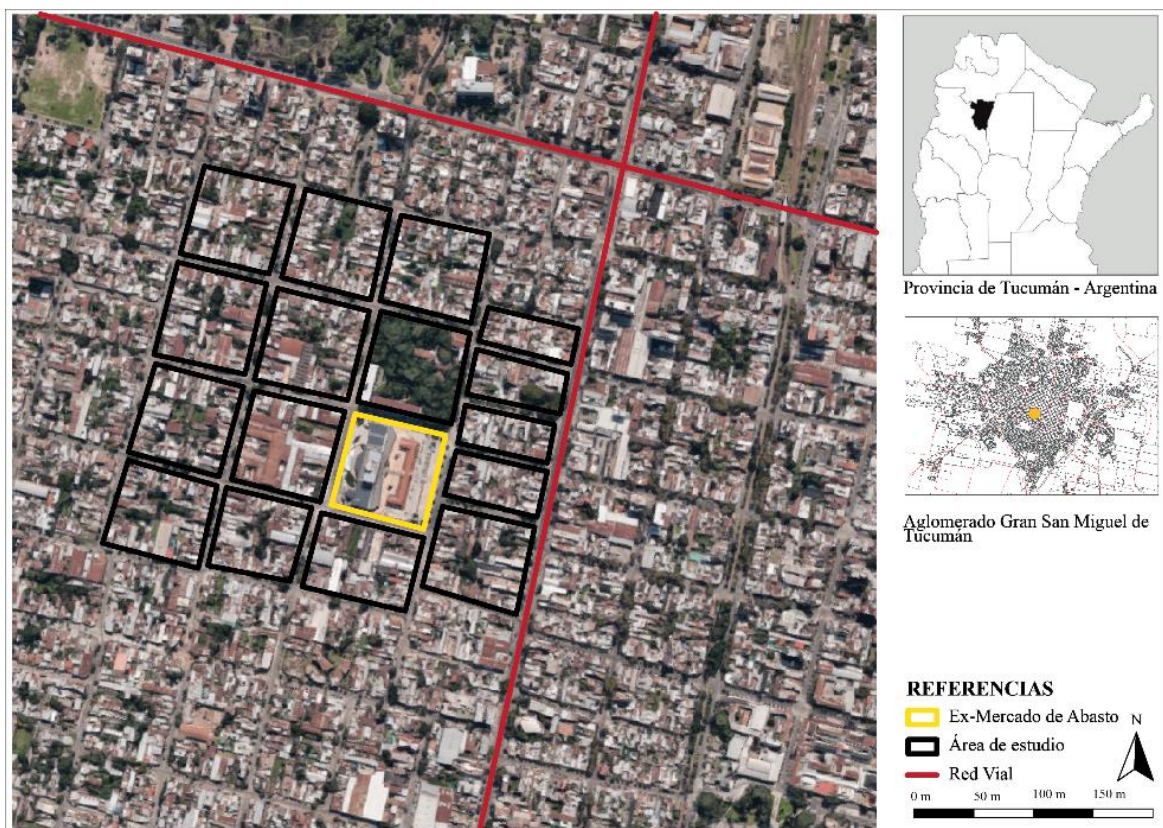 Provincia de Tucumán - Argentina
Aglomerado Gran San Miguel de
Tucumán
REFERENCIAS
Ex-Mercado de Abasto
N
Área de estudio
Red Vial
0 m 50 m 100 m 150 m